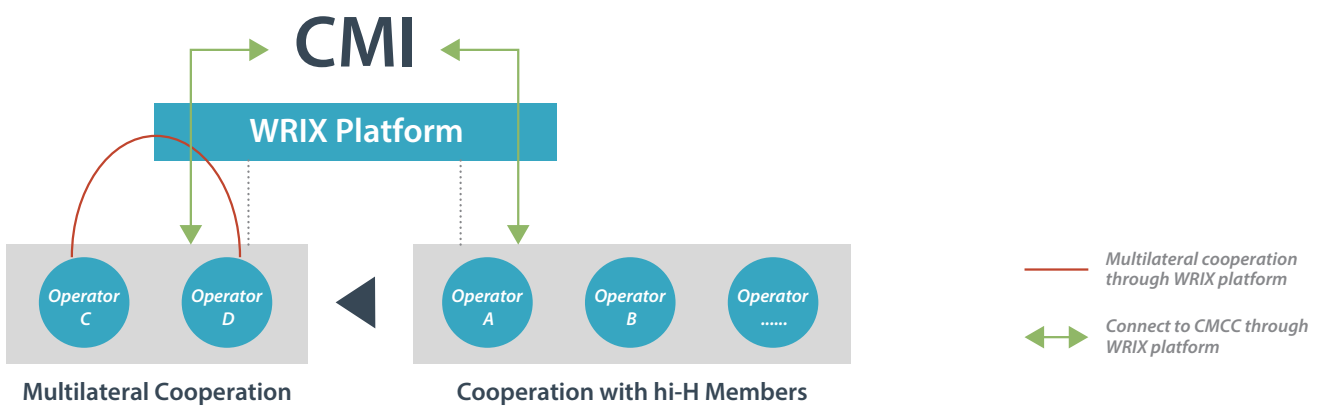 CMI
WRIX Platform
Operator
C
Operator
D
Operator
A
Operator
B
Operator
......
Multilateral Cooperation
Cooperation with hi-H Members
Multilateral cooperation
through WRIX platform
Connect to CMCC through
WRIX platform